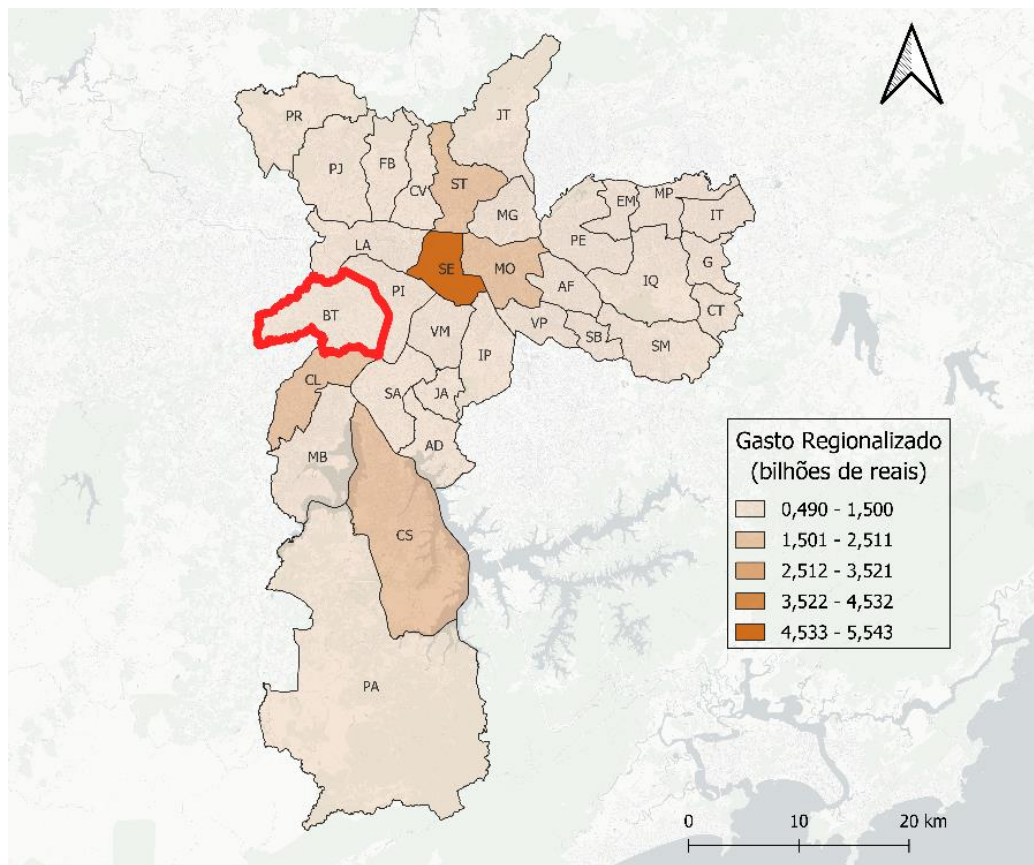 JT
PR
FB
PJ
ST
CV
MP
EM
MG
IT
PE
LA
G
SE
MO
IQ
AF
PI
CT
BT
VM
VP
SB
SM
IP
CL
SA
JA
AD
MB
CS
PA
Gasto Regionalizado
(bilhões de reais)
0,490 - 1,500
1,501 - 2,511
2,512 - 3,521
3,522 - 4,532
4,533 - 5,543
0 10 20 km